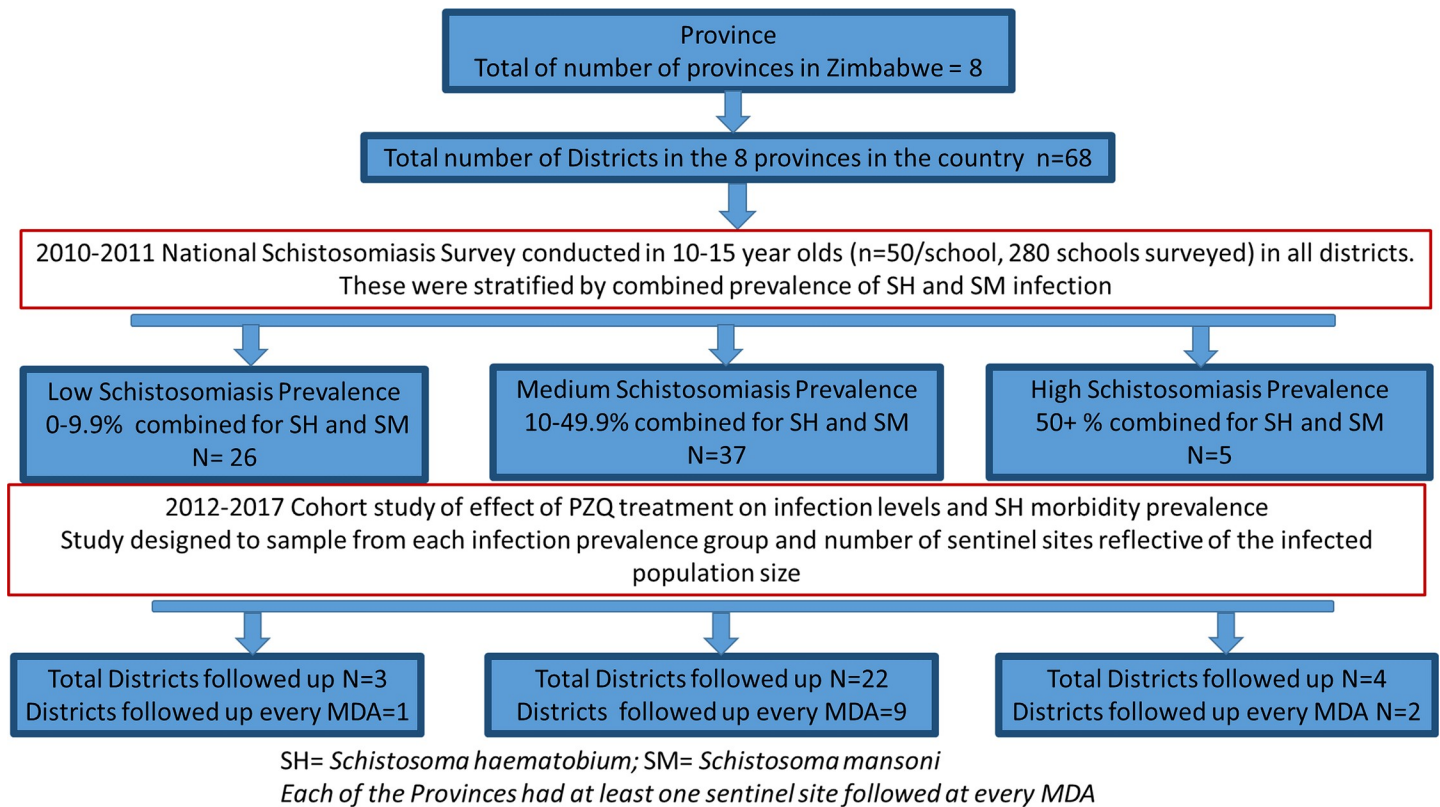 Province
Total of number of provinces in Zimbabwe = 8
Total number of Districts in the 8 provinces in the country n=68
2010-2011 National Schistosomiasis Survey conducted in 10-15 year olds (n=50/school, 280 schools surveyed) in all districts.
These were stratified by combined prevalence of SH and SM infection
Low Schistosomiasis Prevalence
0-9.9% combined for SH and SM
N= 26
Medium Schistosomiasis Prevalence
10-49.9% combined for SH and SM
N=37
High Schistosomiasis Prevalence
50+ % combined for SH and SM
N=5
2012-2017 Cohort study of effect of PZQ treatment on infection levels and SH morbidity prevalence
Study designed to sample from each infection prevalence group and number of sentinel sites reflective of the infected
population size
Total Districts followed up N=3
Districts followed up every MDA=1
Total Districts followed up N=22
Districts followed up every MDA=9
Total Districts followed up N=4
Districts followed up every MDA N=2
SH= Schistosoma haematobium; SM= Schistosoma mansoni
Each of the Provinces had at least one sentinel site followed at every MDA